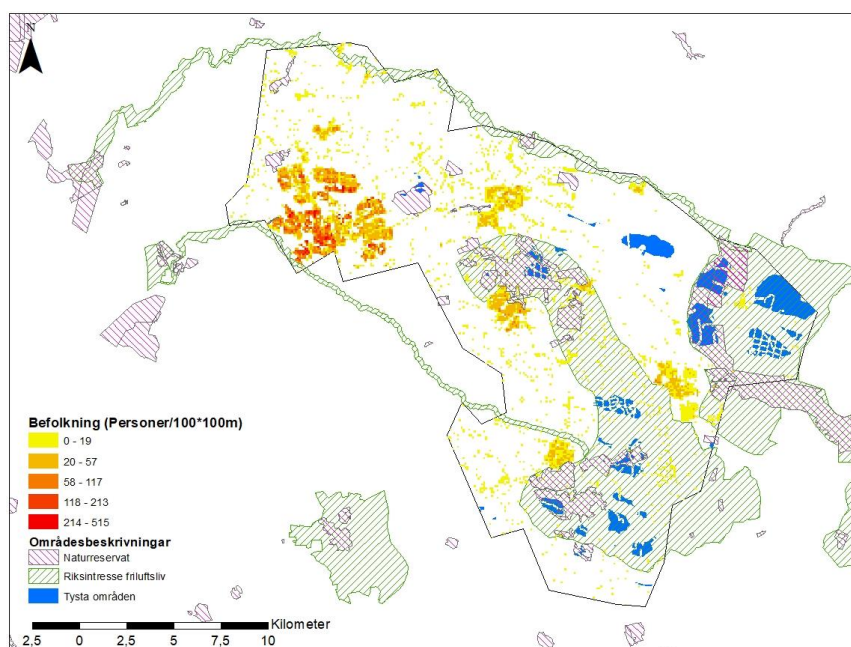 N
Befolkning (Personer/100*100m)
0 - 19
20 - 57
58 - 117
118 - 213
214 - 515
Områdesbeskrivningar
Naturreservat
Riksintresse friluftsliv
Tysta områden
Kilometer
2,5 0 2,5 5 7,5 10